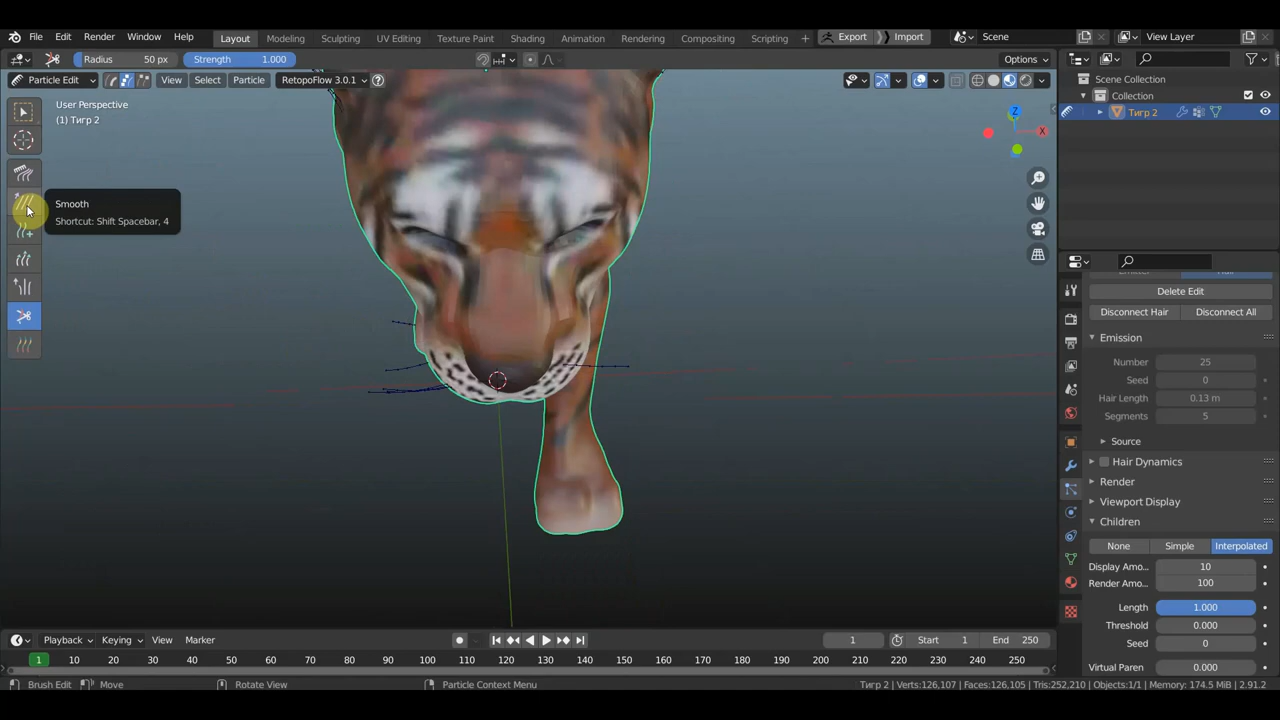 File Edit Render Window Help Layout Modeling Sculpting UV Editing Texture Paint Shading Animation Rendering Compositing Scripting + Export Import Scene View Layer
Radius 50 px Strength 1.000 Options
Particle Edit View Select Particle RetopoFlow 3.0.1
User Perspective
(1) Тигр 2
Smooth
Shortcut: Shift Spacebar, 4
Z
X
Scene Collection
Collection
Тигр 2
Delete Edit
Disconnect Hair Disconnect All
Emission
Number 25
Seed 0
Hair Length 0.13 m
Segments 5
Source
Hair Dynamics
Render
Viewport Display
Children
None Simple Interpolated
Display Amo... 10
Render Amo... 100
Length 1.000
Threshold 0.000
Seed 0
Virtual Paren 0.000
Playback Keying View Marker 1 Start 1 End 250
1 10 20 30 40 50 60 70 80 90 100 110 120 130 140 150 160 170 180 190 200 210 220 230 240 250
Brush Edit Move Rotate View Particle Context Menu Тигр 2 | Verts:126,107 | Faces:126,105 | Tris:252,210 | Objects:1/1 | Memory: 174.5 MiB | 2.91.2